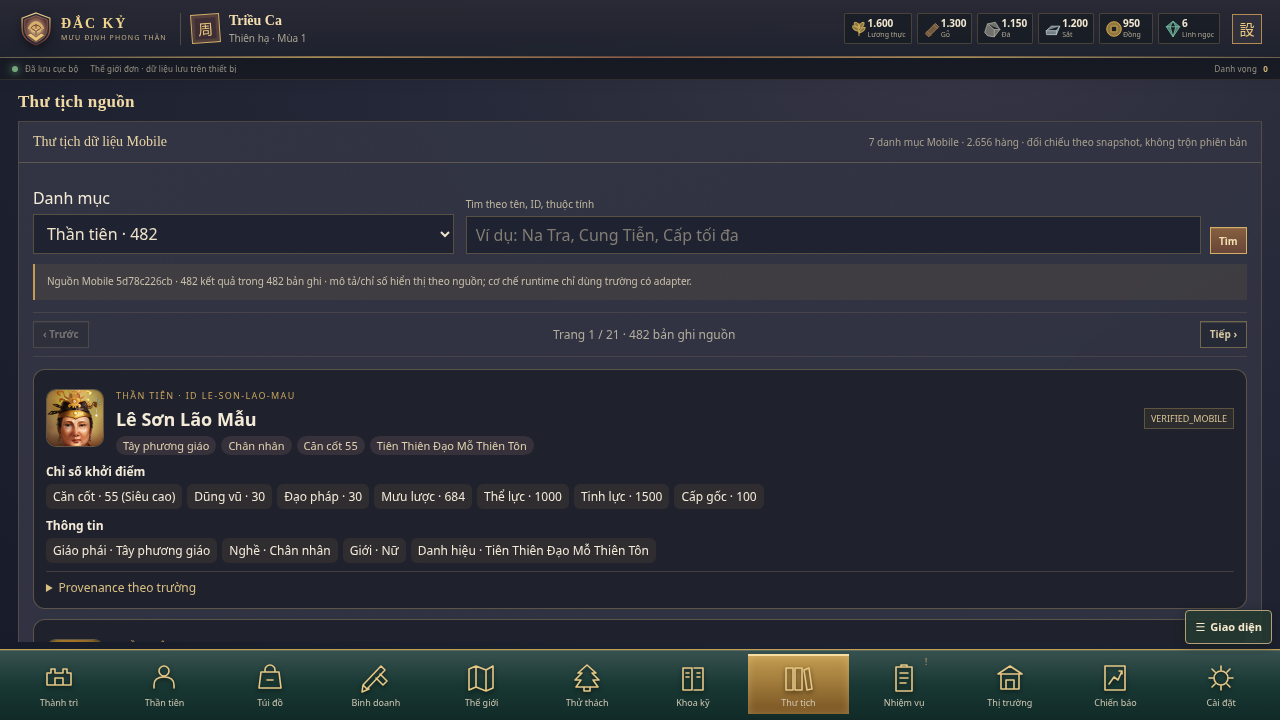 ĐẮC KỶ
MƯU ĐỊNH PHONG THẦN
周
Triều Ca
Thiên hạ · Mùa 1
1.600
Lương thực
1.300
Gỗ
1.150
Đá
1.200
Sắt
950
Đồng
6
Linh ngọc
設
Đã lưu cục bộ
Thế giới đơn · dữ liệu lưu trên thiết bị
Danh vọng 0
Thư tịch nguồn
Thư tịch dữ liệu Mobile
7 danh mục Mobile · 2.656 hàng · đối chiếu theo snapshot, không trộn phiên bản
Danh mục
Tìm theo tên, ID, thuộc tính
Thần tiên · 482
Ví dụ: Na Tra, Cung Tiễn, Cấp tối đa
Tìm
Nguồn Mobile 5d78c226cb · 482 kết quả trong 482 bản ghi · mô tả/chỉ số hiển thị theo nguồn; cơ chế runtime chỉ dùng trường có adapter.
‹ Trước
Trang 1 / 21 · 482 bản ghi nguồn
Tiếp ›
THẦN TIÊN · ID LE-SON-LAO-MAU
Lê Sơn Lão Mẫu
VERIFIED_MOBILE
Tây phương giáo
Chân nhân
Căn cốt 55
Tiên Thiên Đạo Mỗ Thiên Tôn
Chỉ số khởi điểm
Căn cốt · 55 (Siêu cao)
Dũng vũ · 30
Đạo pháp · 30
Mưu lược · 684
Thể lực · 1000
Tinh lực · 1500
Cấp gốc · 100
Thông tin
Giáo phái · Tây phương giáo
Nghề · Chân nhân
Giới · Nữ
Danh hiệu · Tiên Thiên Đạo Mỗ Thiên Tôn
▶ Provenance theo trường
☰ Giao diện
Thành trì
Thần tiên
Túi đồ
Binh doanh
Thế giới
Thử thách
Khoa kỹ
Thư tịch
Nhiệm vụ
!
Thị trường
Chiến báo
Cài đặt